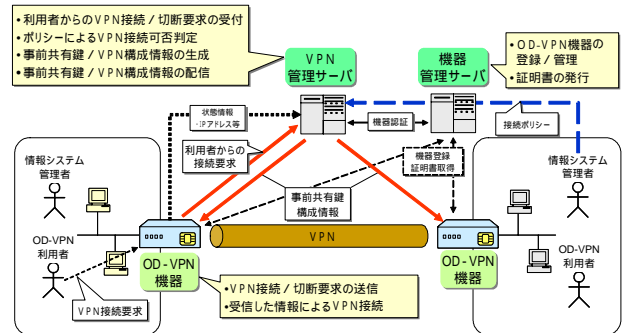 •利用者からのVPN接続/切断要求の受付
•ポリシーによるVPN接続可否判定
•事前共有鍵/VPN構成情報の生成
•事前共有鍵/VPN構成情報の配信
VPN
管理サーバ
機器
管理サーバ
•OD-VPN機器の
登録/管理
•証明書の発行
状態情報
・IPアドレス等
機器認証
接続ポリシー
利用者からの
接続要求
機器登録
証明書取得
情報システム
管理者
情報システム
管理者
事前共有鍵
構成情報
OD-VPN
利用者
VPN
OD-VPN
利用者
OD-VPN
機器
OD-VPN
機器
VPN接続要求
•VPN接続/切断要求の送信
•受信した情報によるVPN接続